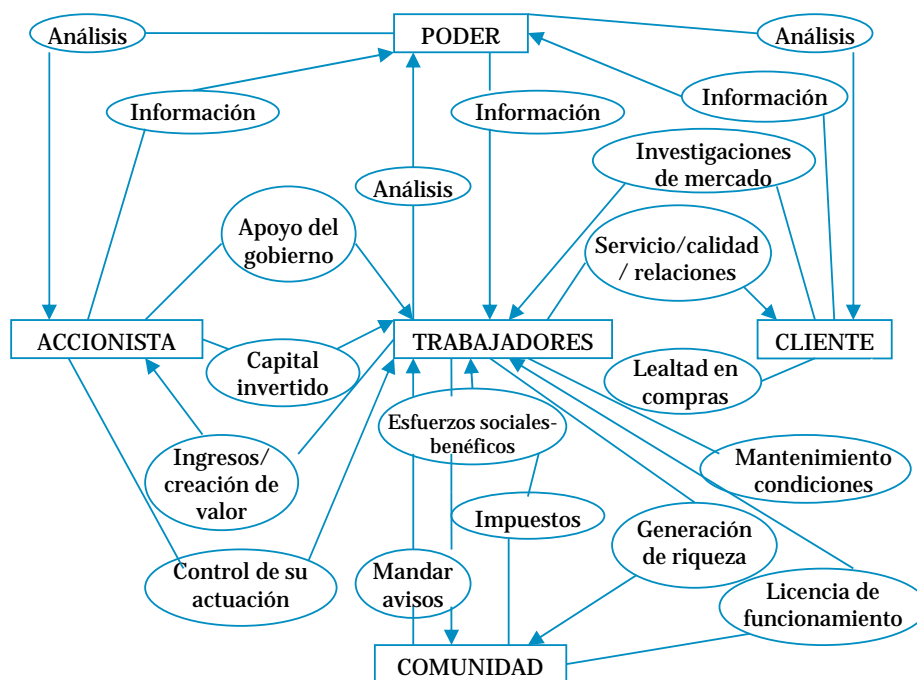 Análisis
PODER
Análisis
Información
Información
Información
Investigaciones
de mercado
Análisis
Apoyo del
gobierno
Servicio/calidad
/ relaciones
ACCIONISTA
TRABAJADORES
CLIENTE
Capital
invertido
Lealtad en
compras
Esfuerzos sociales-
benéficos
Ingresos/
creación de
valor
Mantenimiento
condiciones
Impuestos
Generación
de riqueza
Control de su
actuación
Mandar
avisos
Licencia de
funcionamiento
COMUNIDAD